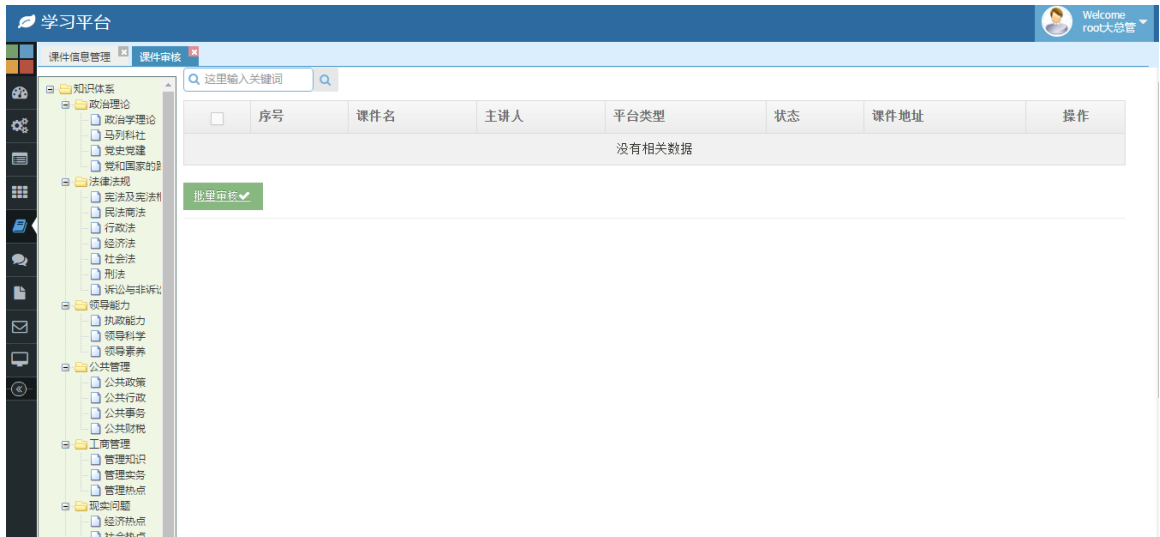 学习平台
Welcome
root大总管
课件信息管理
课件审核
这里输入关键词
序号 课件名 主讲人 平台类型 状态 课件地址 操作
没有相关数据
批里审核
知识体系
政治理论
政治学理论
马列科社
党史党建
党和国家的
法律法规
宪法及宪法
民法商法
行政法
经济法
社会法
刑法
诉讼与非诉
领导能力
执政能力
领导科学
领导素养
公共管理
公共政策
公共行政
公共事务
公共财税
工商管理
管理知识
管理实务
管理热点
现实问题
经济热点